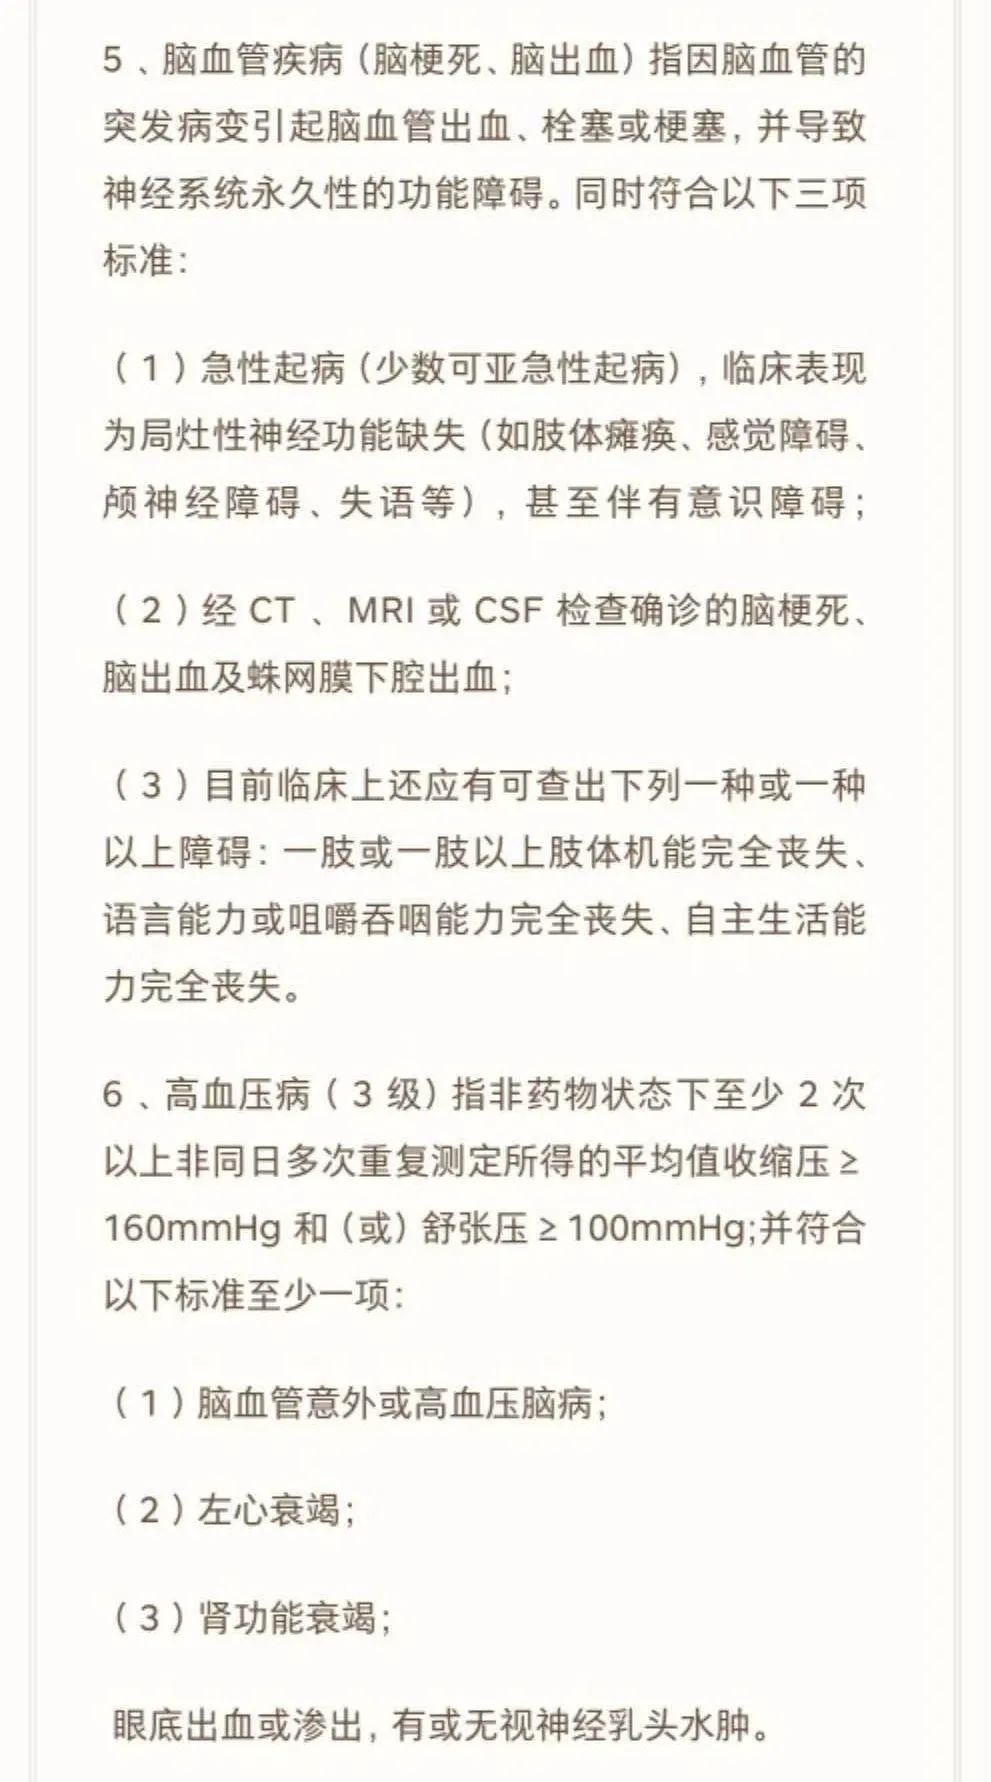 5、脑血管疾病（脑梗死、脑出血）指因脑血管的
突发病变引起脑血管出血、栓塞或梗塞，并导致
神经系统永久性的功能障碍。同时符合以下三项
标准：
（1）急性起病（少数可亚急性起病），临床表现
为局灶性神经功能缺失（如肢体瘫痪、感觉障碍、
颅神经障碍、失语等），甚至伴有意识障碍；
（2）经 CT 、MRI 或 CSF 检查确诊的脑梗死、
脑出血及蛛网膜下腔出血；
（3）目前临床上还应有可查出下列一种或一种
以上障碍：一肢或一肢以上肢体机能完全丧失、
语言能力或咀嚼吞咽能力完全丧失、自主生活能
力完全丧失。
6、高血压病（3 级）指非药物状态下至少 2 次
以上非同日多次重复测定所得的平均值收缩压≥
160mmHg 和（或）舒张压≥100mmHg;并符合
以下标准至少一项：
（1）脑血管意外或高血压脑病；
（2）左心衰竭；
（3）肾功能衰竭；
眼底出血或渗出，有或无视神经乳头水肿。